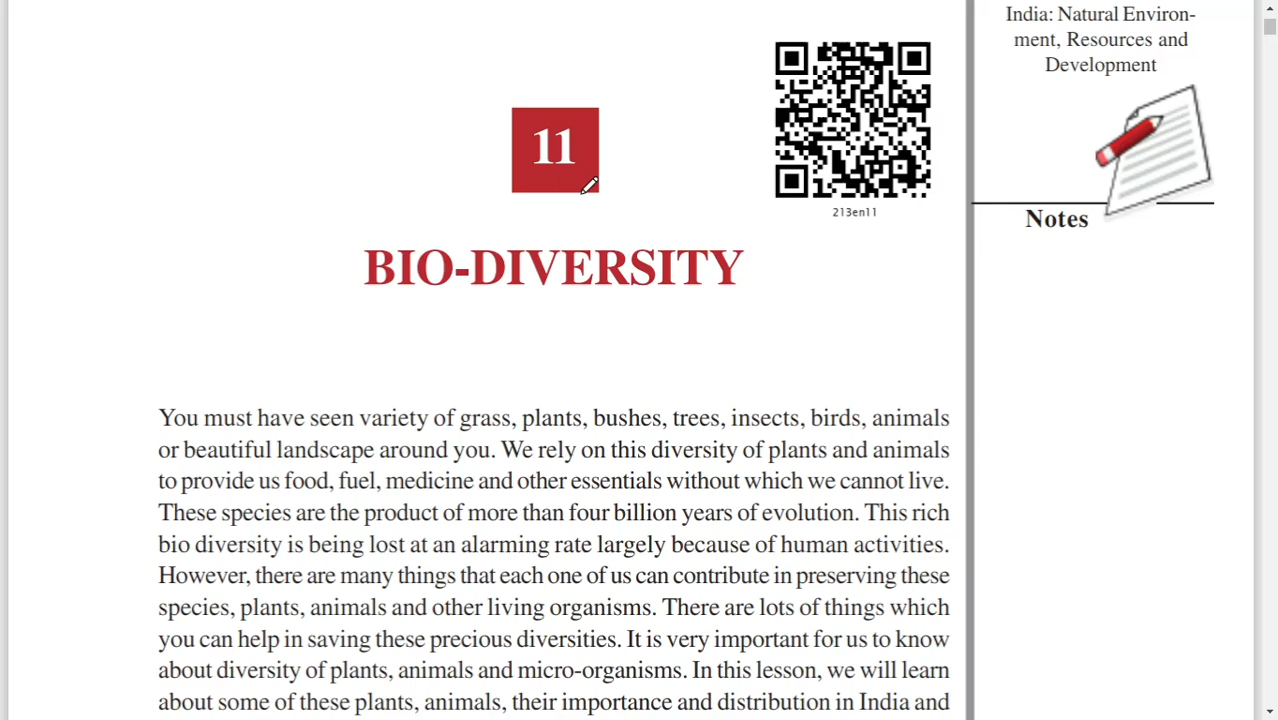 India: Natural Environ-
ment, Resources and
Development
11
213en11
Notes
BIO-DIVERSITY
You must have seen variety of grass, plants, bushes, trees, insects, birds, animals
or beautiful landscape around you. We rely on this diversity of plants and animals
to provide us food, fuel, medicine and other essentials without which we cannot live.
These species are the product of more than four billion years of evolution. This rich
bio diversity is being lost at an alarming rate largely because of human activities.
However, there are many things that each one of us can contribute in preserving these
species, plants, animals and other living organisms. There are lots of things which
you can help in saving these precious diversities. It is very important for us to know
about diversity of plants, animals and micro-organisms. In this lesson, we will learn
about some of these plants, animals, their importance and distribution in India and